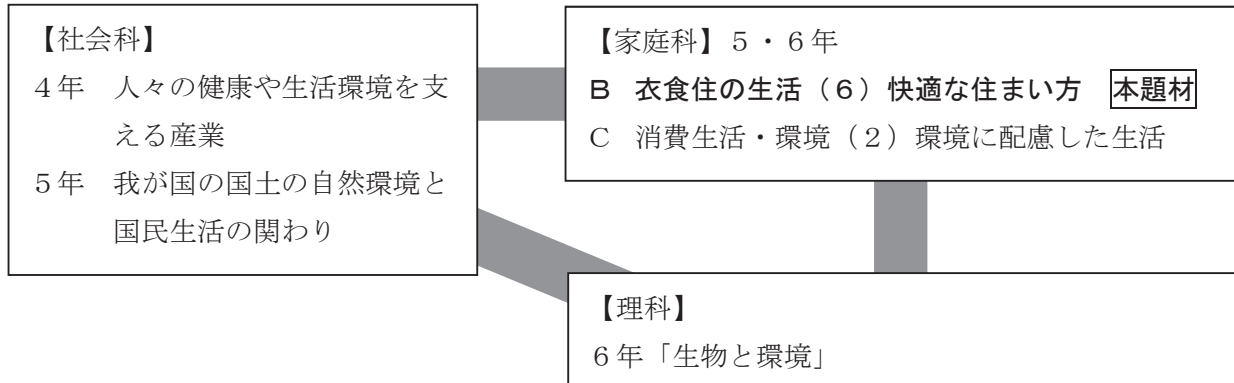 【社会科】
4年 人々の健康や生活環境を支
える産業
5年 我が国の国土の自然環境と
国民生活の関わり
【家庭科】5・6年
B 衣食住の生活(6)快適な住まい方 本題材
C 消費生活・環境(2)環境に配慮した生活
【理科】
6年「生物と環境」